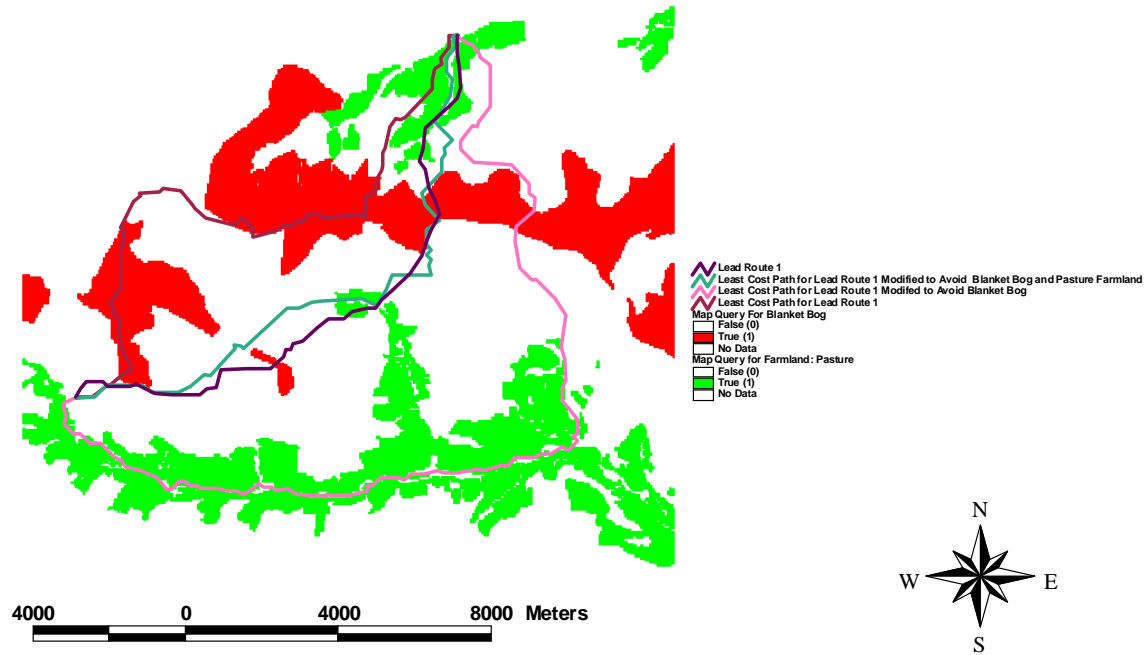 Lead Route 1
Least Cost Path for Lead Route 1 Modified to Avoid Blanket Bog and Pasture Farmland
Least Cost Path for Lead Route 1 Modifed to Avoid Blanket Bog
Least Cost Path for Lead Route 1
Map Query For Blanket Bog
False (0)
True (1)
No Data
Map Query for Farmland: Pasture
False (0)
True (1)
No Data
N
W E
S
4000 0 4000 8000 Meters